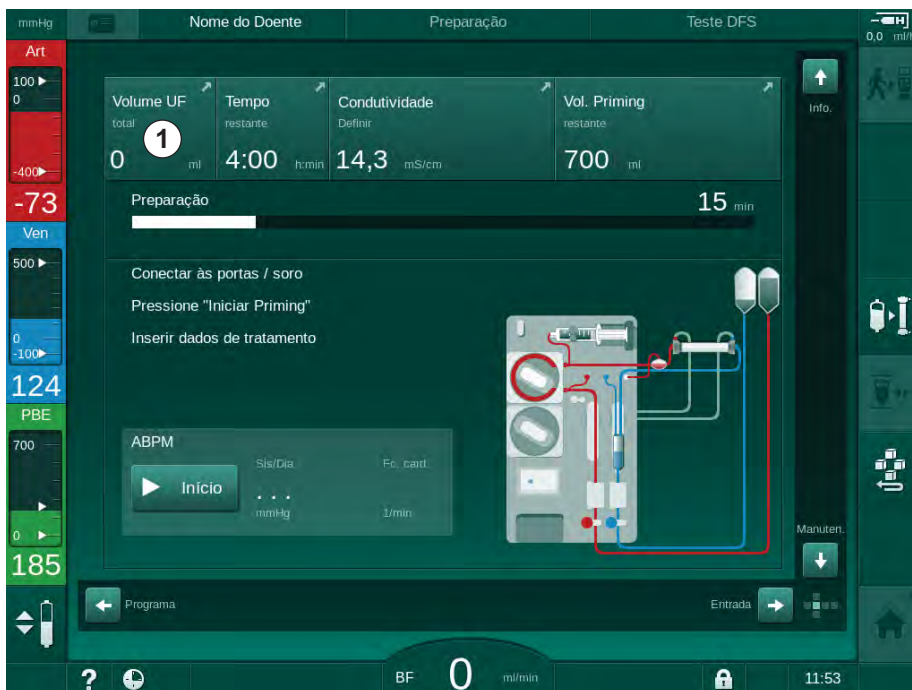 mmHg
Nome do Doente
Preparação
Teste DFS
0,0 ml/h
Art
100
0
-400
-73
Ven
500
0
-100
124
PBE
700
0
185
Volume UF
total
0 ml
1
Tempo
restante
4:00 h:min
Condutividade
Definir
14,3 mS/cm
Vol. Priming
restante
700 ml
Info.
Preparação
15 min
Conectar às portas / soro
Pressione "Iniciar Priming"
Inserir dados de tratamento
ABPM
Início
Sis/Dia
. . .
mmHg
Fc. card.
1/min
Manuten.
Programa
Entrada
?
BF 0 ml/min
11:53